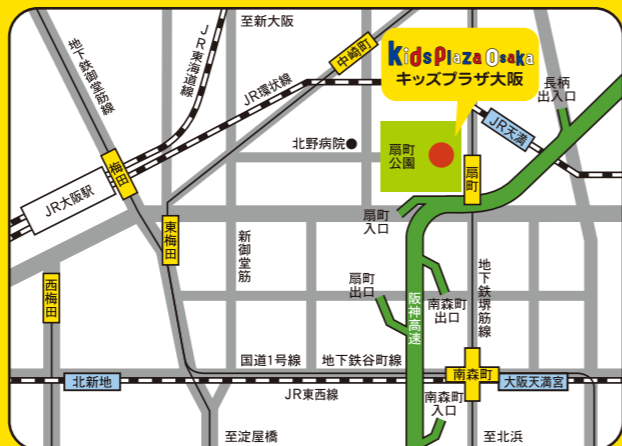 至新大阪
地下鉄御堂筋線
JR東海道線
中崎町
KidsPlazaOsaka
キッズプラザ大阪
JR環状線
長柄
出入口
JR天満
北野病院
扇町
公園
扇町
梅田
JR大阪駅
東梅田
扇町
入口
新御堂筋
西梅田
扇町
出口
阪神高速
南森町
出口
地下鉄堺筋線
国道1号線
地下鉄谷町線
南森町
北新地
大阪天満宮
JR東西線
南森町
入口
至淀屋橋
至北浜